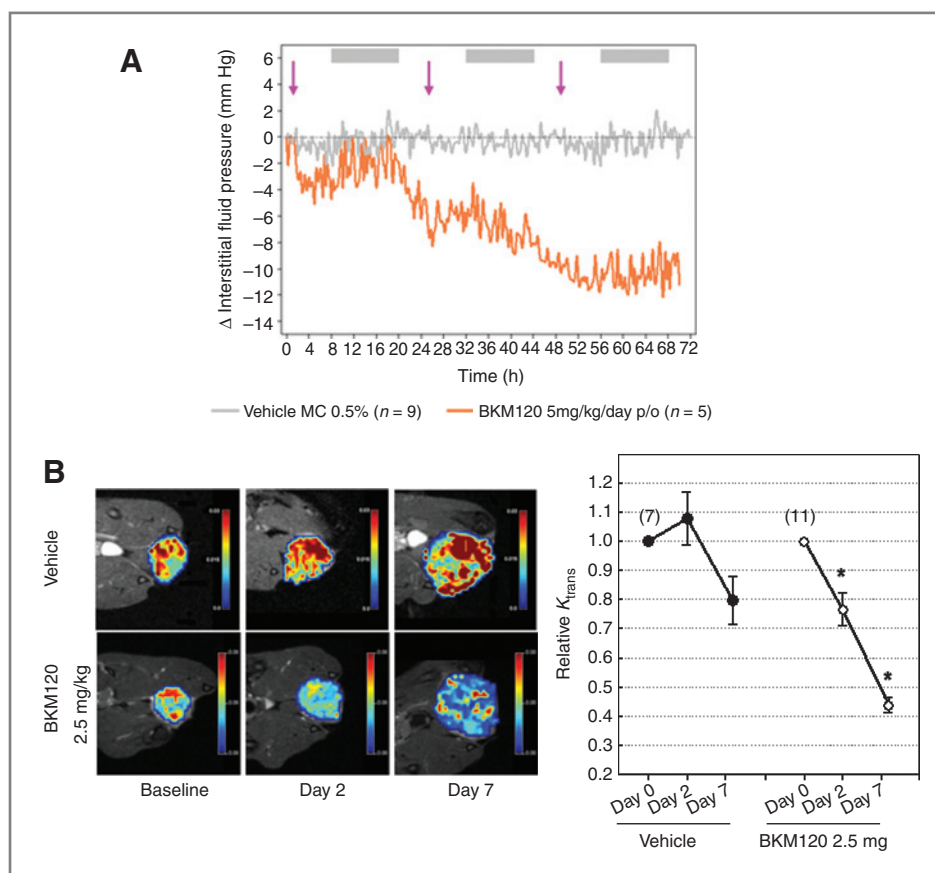 A
Δ Interstitial fluid pressure (mm Hg)
6
4
2
0
−2
−4
−6
−8
−10
−12
−14
0 4 8 12 16 20 24 28 32 36 40 44 48 52 56 60 64 68 72
Time (h)
Vehicle MC 0.5% (n = 9) BKM120 5mg/kg/day p/o (n = 5)
B
Vehicle
BKM120
2.5 mg/kg
Baseline Day 2 Day 7
Relative Ktrans
1.2
1.1
1.0
0.9
0.8
0.7
0.6
0.5
0.4
0.3
0.2
(7) (11)
* 
*
Day 0 Day 2 Day 7 Day 0 Day 2 Day 7
Vehicle BKM120 2.5 mg